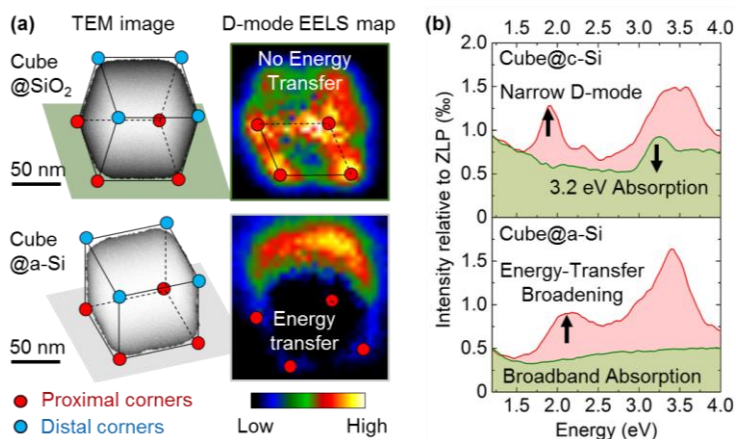 (a) TEM image D-mode EELS map
Cube
@SiO2
No Energy
Transfer
50 nm
Cube
@a-Si
Energy
transfer
50 nm
Proximal corners
Distal corners
Low High
(b) 1.5 2.0 2.5 3.0 3.5 4.0
Intensity relative to ZLP (‰)
2.0
1.5
1.0
0.5
0
Cube@c-Si
Narrow D-mode
3.2 eV Absorption
1.5
1.0
0.5
0
Cube@a-Si
Energy-Transfer
Broadening
Broadband Absorption
1.5 2.0 2.5 3.0 3.5 4.0
Energy (eV)